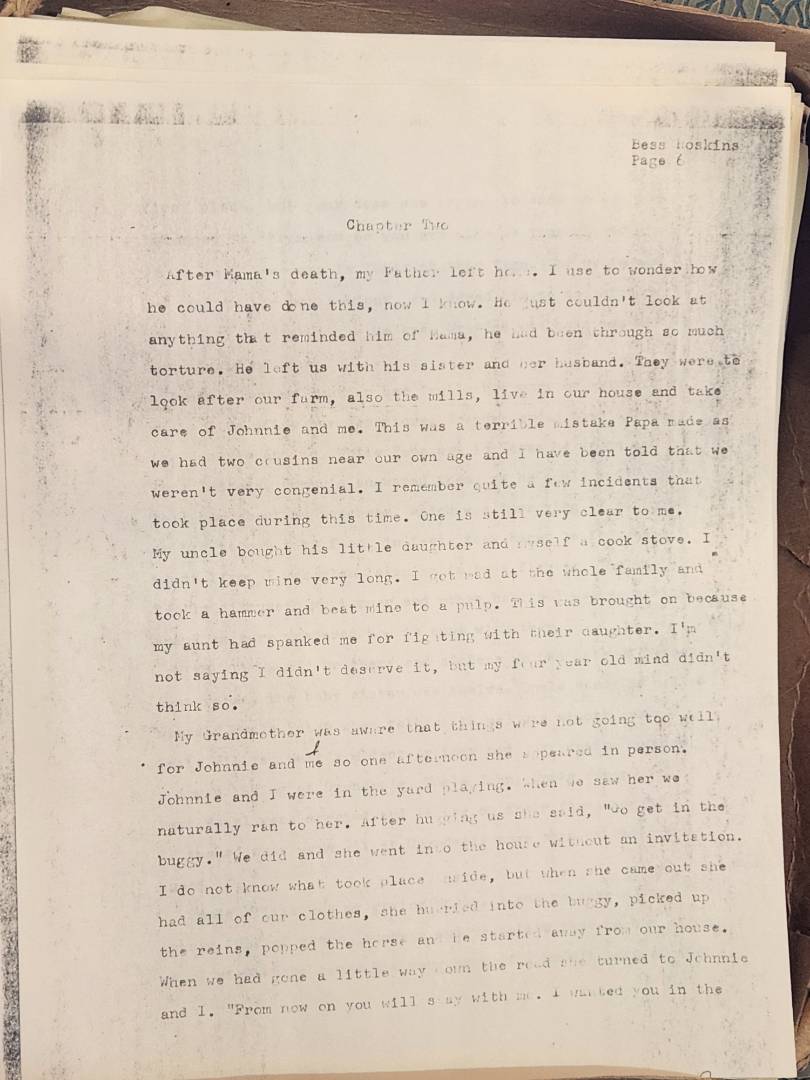 Bess Hoskins
Page 6
Chapter Two
After Mama's death, my Father left home. I use to wonder how
he could have done this, now I know. He just couldn't look at
anything that reminded him of Mama, he had been through so much
torture. He left us with his sister and her husband. They were to
look after our farm, also the mills, live in our house and take
care of Johnnie and me. This was a terrible mistake Papa made as
we had two cousins near our own age and I have been told that we
weren't very congenial. I remember quite a few incidents that
took place during this time. One is still very clear to me.
My uncle bought his little daughter and myself a cook stove. I
didn't keep mine very long. I got mad at the whole family and
took a hammer and beat mine to a pulp. This was brought on because
my aunt had spanked me for fighting with their daughter. I'm
not saying I didn't deserve it, but my four year old mind didn't
think so.
My Grandmother was aware that things were not going too well
for Johnnie and me so one afternoon she appeared in person.
Johnnie and I were in the yard playing. When we saw her we
naturally ran to her. After hugging us she said, "Go get in the
buggy." We did and she went into the house without an invitation.
I do not know what took place inside, but when she came out she
had all of our clothes, she hurried into the buggy, picked up
the reins, popped the horse and he started away from our house.
When we had gone a little way down the road she turned to Johnnie
and I. "From now on you will stay with me. I wanted you in the